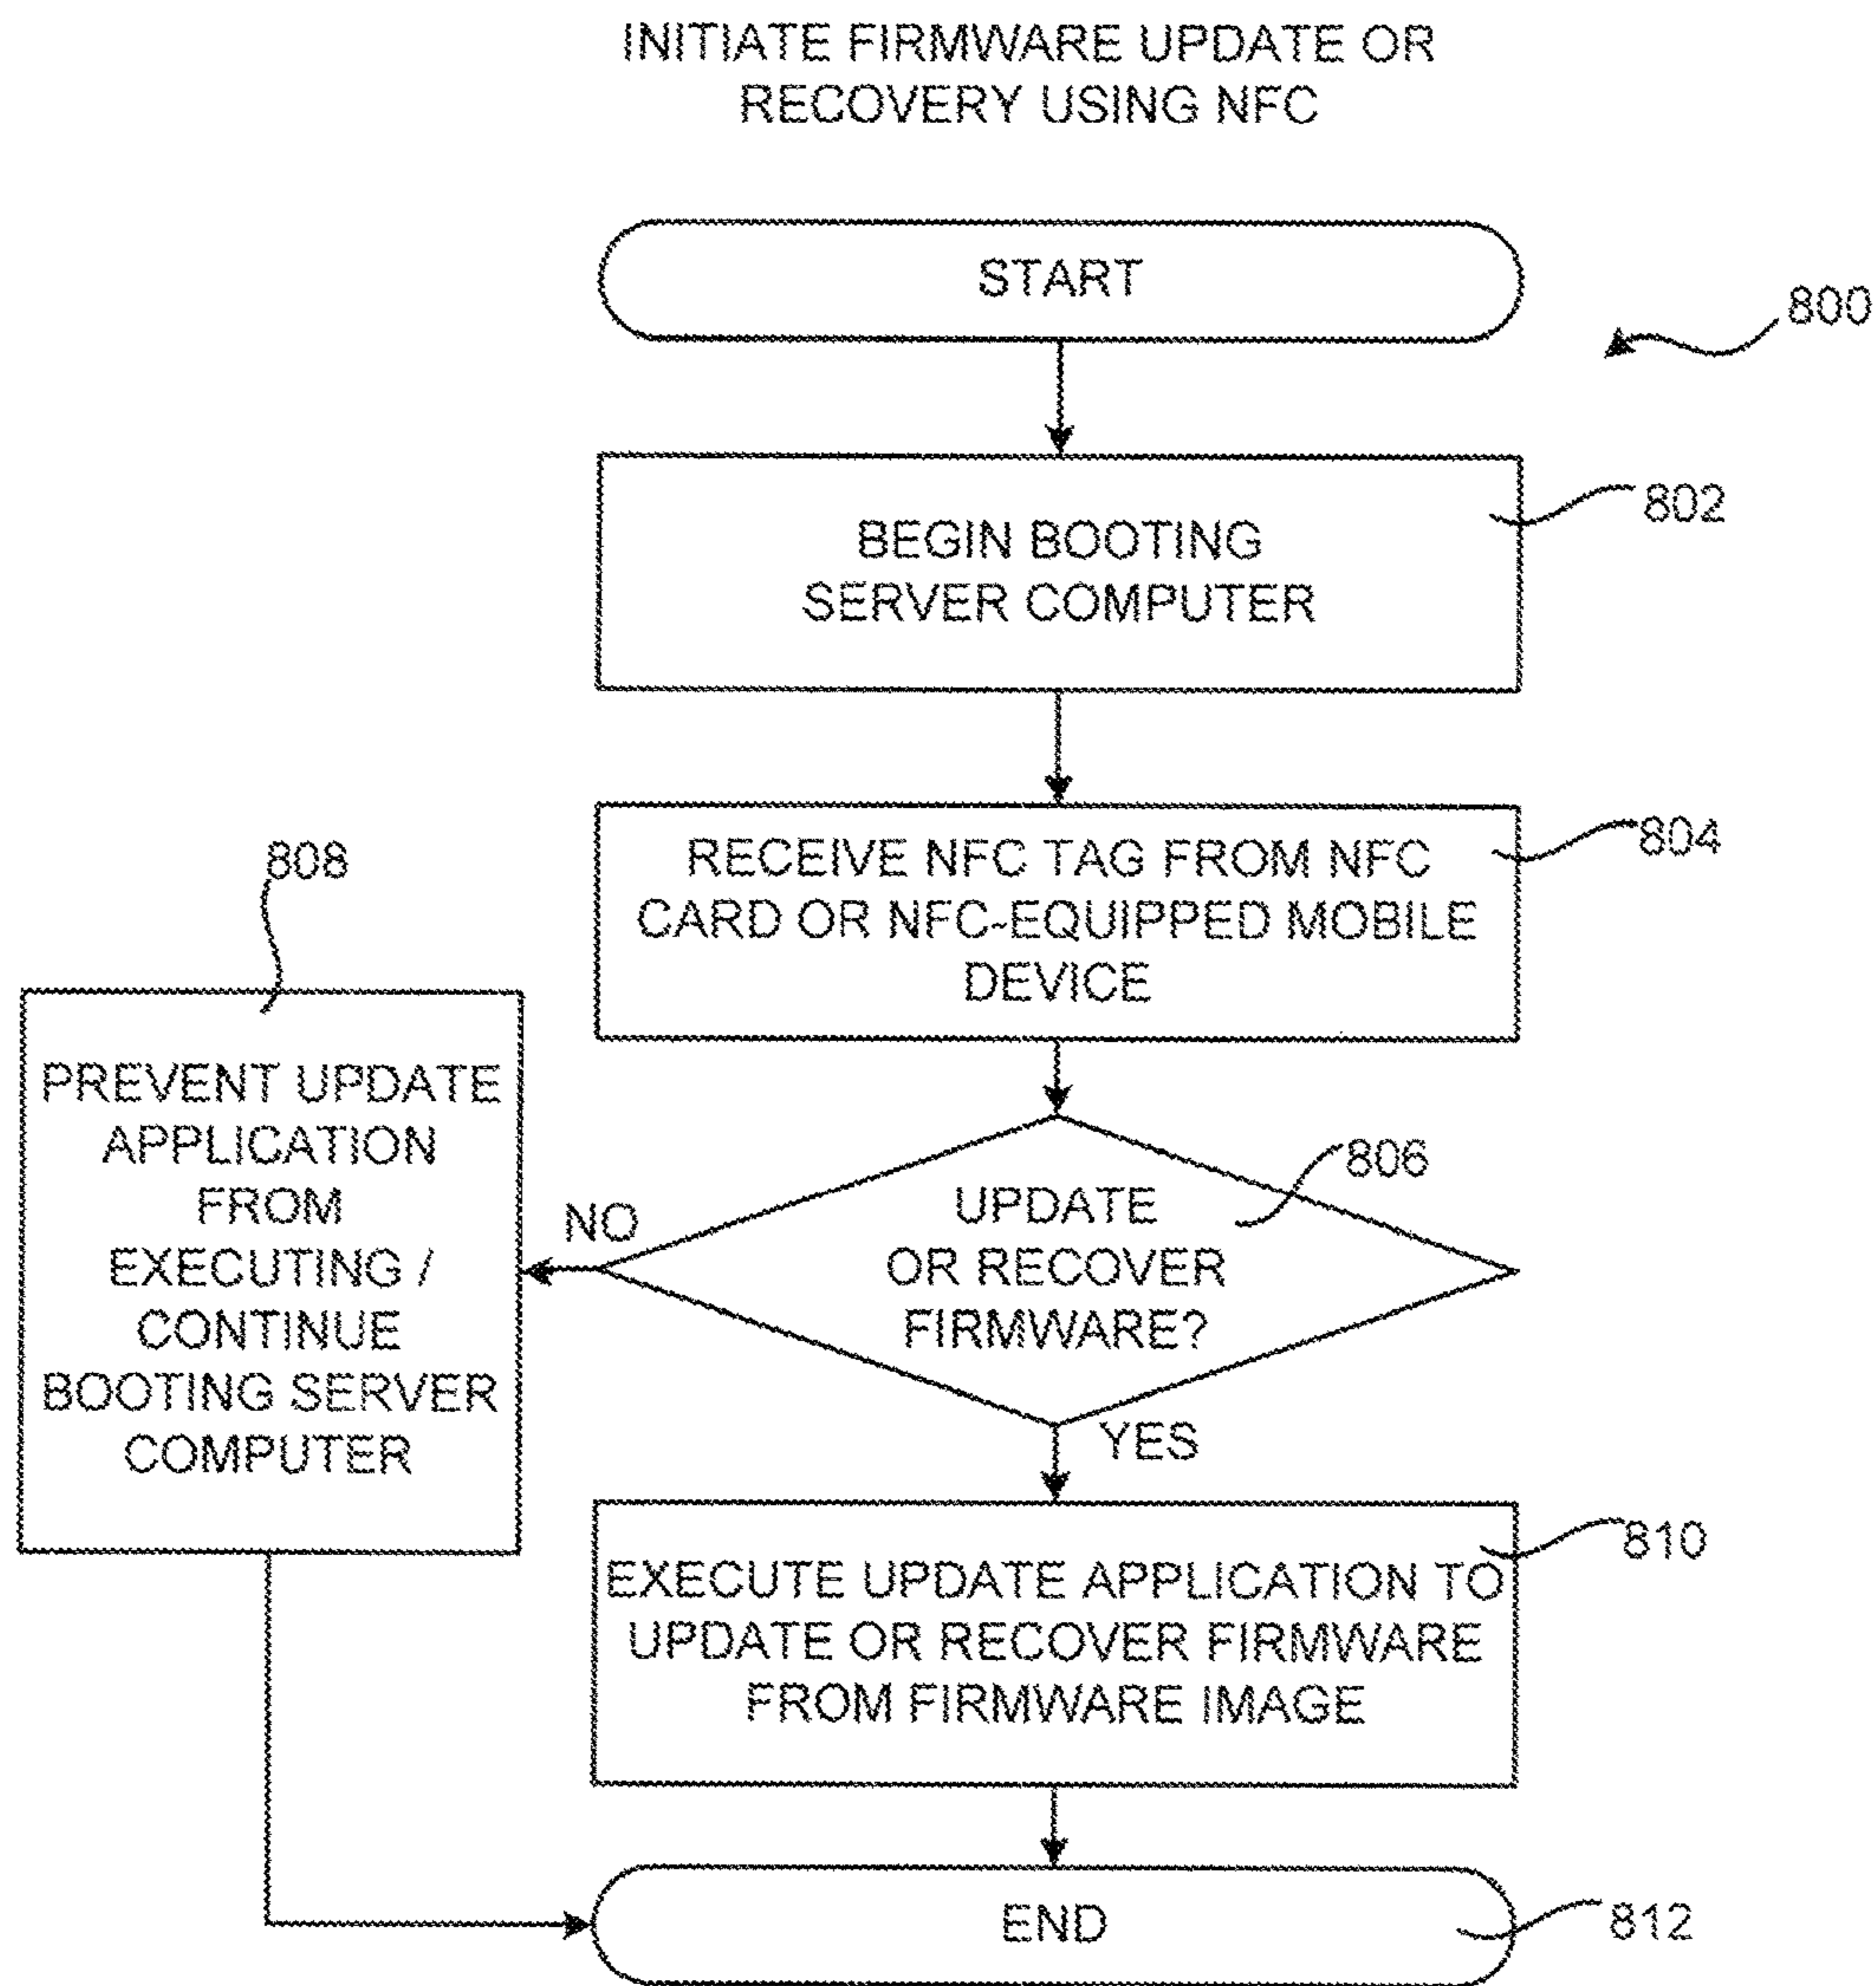 INITIATE FIRMWARE UPDATE OR
RECOVERY USING NFC
START
800
BEGIN BOOTING
SERVER COMPUTER
802
RECEIVE NFC TAG FROM NFC
CARD OR NFC-EQUIPPED MOBILE
DEVICE
804
808
PREVENT UPDATE
APPLICATION
FROM
EXECUTING /
CONTINUE
BOOTING SERVER
COMPUTER
NO
UPDATE
OR RECOVER
FIRMWARE?
806
YES
EXECUTE UPDATE APPLICATION TO
UPDATE OR RECOVER FIRMWARE
FROM FIRMWARE IMAGE
810
END
812